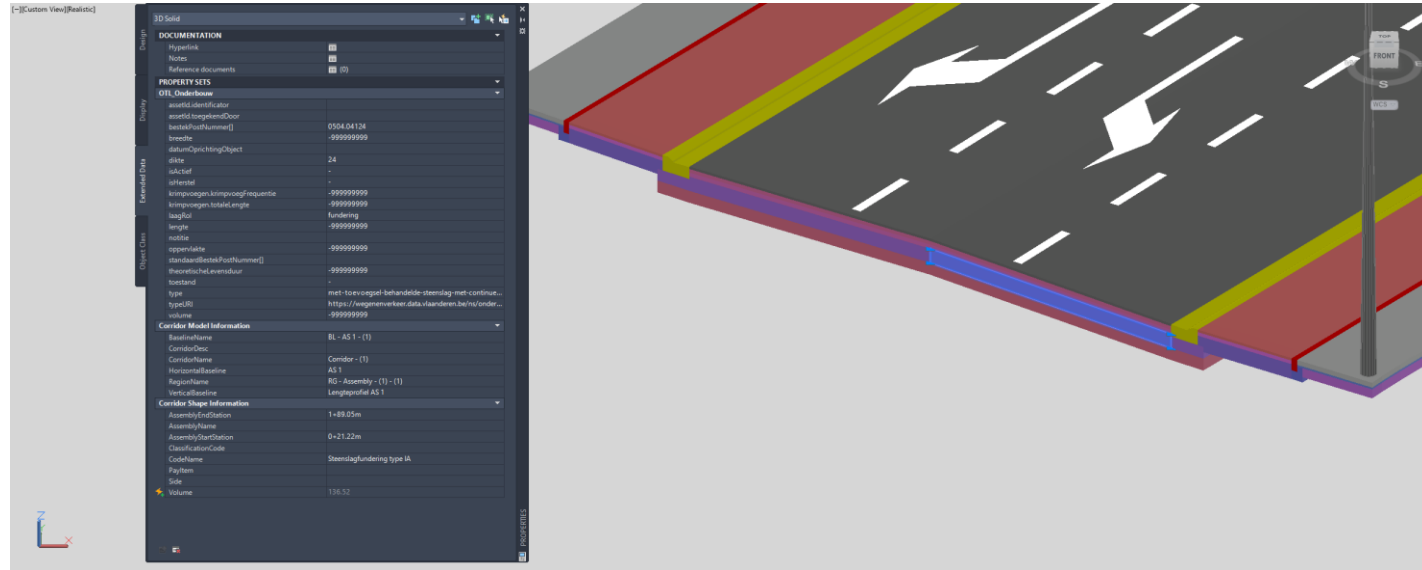 [-][Custom View][Realistic]
3D Solid
Design
Display
Extended Data
Object Class
DOCUMENTATION
Hyperlink
Notes
Reference documents (0)
PROPERTY SETS
OTL_Onderbouw
assetId.identificator
assetId.toegekendDoor
bestekPostNummer[] 0504.04124
breedte -999999999
datumOprichtingObject
dikte 24
isActief -
isHerstel -
krimpvoegen.krimpvoegFrequentie -999999999
krimpvoegen.totaleLengte -999999999
laagRol fundering
lengte -999999999
notitie
oppervlakte -999999999
standaardBestekPostNummer[]
theoretischeLevensduur -999999999
toestand -
type met-toevoegsel-behandelde-steenslag-met-continue...
typeURI https://wegenenverkeer.data.vlaanderen.be/ns/onder...
volume -999999999
Corridor Model Information
BaselineName BL - AS 1 - (1)
CorridorDesc
CorridorName Corridor - (1)
HorizontalBaseline AS 1
RegionName RG - Assembly - (1) - (1)
VerticalBaseline Lengteprofiel AS 1
Corridor Shape Information
AssemblyEndStation 1+89.05m
AssemblyName
AssemblyStartStation 0+21.22m
ClassificationCode
CodeName Steenslagfundering type IA
PayItem
Side
Volume 136.52
PROPERTIES
Z
X
FRONT
S
WCS